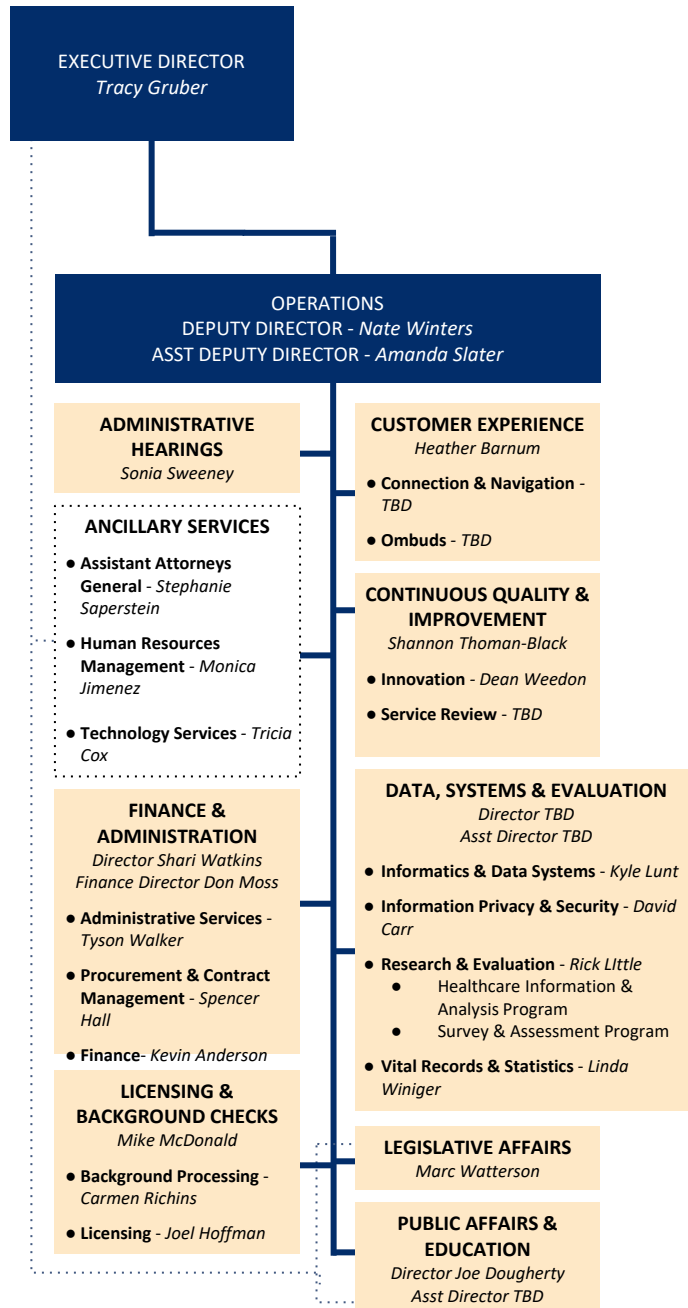 EXECUTIVE DIRECTOR
Tracy Gruber
OPERATIONS
DEPUTY DIRECTOR - Nate Winters
ASST DEPUTY DIRECTOR - Amanda Slater
ADMINISTRATIVE
HEARINGS
Sonia Sweeney
ANCILLARY SERVICES
● Assistant Attorneys
General - Stephanie
Saperstein
● Human Resources
Management - Monica
Jimenez
● Technology Services - Tricia
Cox
FINANCE &
ADMINISTRATION
Director Shari Watkins
Finance Director Don Moss
● Administrative Services -
Tyson Walker
● Procurement & Contract
Management - Spencer
Hall
● Finance- Kevin Anderson
LICENSING &
BACKGROUND CHECKS
Mike McDonald
● Background Processing -
Carmen Richins
● Licensing - Joel Hoffman
CUSTOMER EXPERIENCE
Heather Barnum
● Connection & Navigation -
TBD
● Ombuds - TBD
CONTINUOUS QUALITY &
IMPROVEMENT
Shannon Thoman-Black
● Innovation - Dean Weedon
● Service Review - TBD
DATA, SYSTEMS & EVALUATION
Director TBD
Asst Director TBD
● Informatics & Data Systems - Kyle Lunt
● Information Privacy & Security - David
Carr
● Research & Evaluation - Rick LIttle
● Healthcare Information &
Analysis Program
● Survey & Assessment Program
● Vital Records & Statistics - Linda
Winiger
LEGISLATIVE AFFAIRS
Marc Watterson
PUBLIC AFFAIRS &
EDUCATION
Director Joe Dougherty
Asst Director TBD